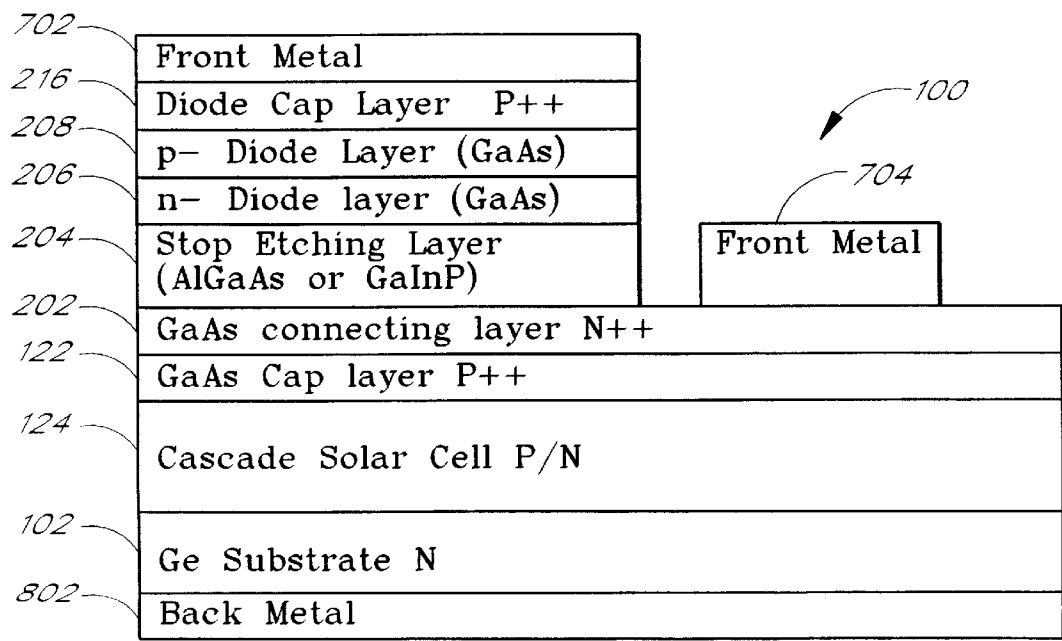 702
Front Metal
216
Diode Cap Layer P++
100
208
p- Diode Layer (GaAs)
206
n- Diode layer (GaAs)
704
204
Stop Etching Layer
(AlGaAs or GaInP)
Front Metal
202
GaAs connecting layer N++
122
GaAs Cap layer P++
124
Cascade Solar Cell P/N
102
Ge Substrate N
802
Back Metal